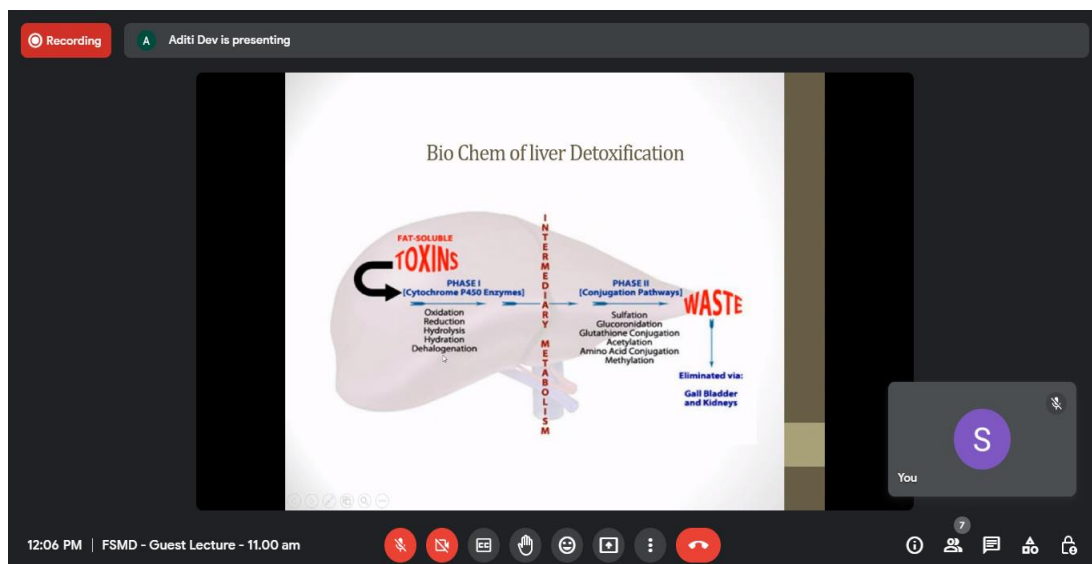 Recording
A Aditi Dev is presenting
Bio Chem of liver Detoxification
FAT-SOLUBLE
TOXINS
PHASE I
[Cytochrome P450 Enzymes]
Oxidation
Reduction
Hydrolysis
Hydration
Dehalogenation
INTERMEDIARY METABOLISM
PHASE II
[Conjugation Pathways]
Sulfation
Glucoronidation
Glutathione Conjugation
Acetylation
Amino Acid Conjugation
Methylation
WASTE
Eliminated via:
Gall Bladder
and Kidneys
S
You
12:06 PM | FSMD - Guest Lecture - 11.00 am
CC
7